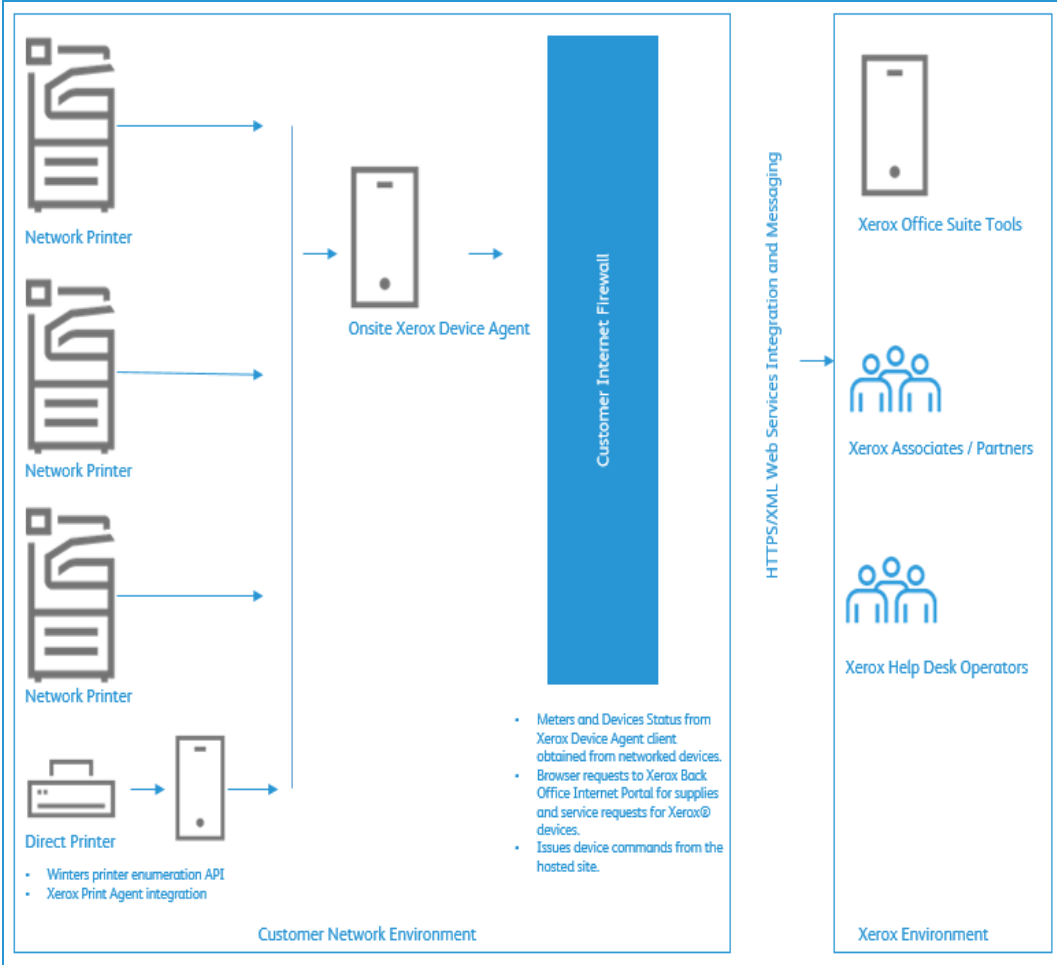 Network Printer
Network Printer
Network Printer
Direct Printer
▪ Winters printer enumeration API
▪ Xerox Print Agent integration
Onsite Xerox Device Agent
Customer Internet Firewall
▪ Meters and Devices Status from
Xerox Device Agent client
obtained from networked devices.
▪ Browser requests to Xerox Back
Office Internet Portal for supplies
and service requests for Xerox®
devices.
▪ Issues device commands from the
hosted site.
Customer Network Environment
HTTPS/XML Web Services Integration and Messaging
Xerox Office Suite Tools
Xerox Associates / Partners
Xerox Help Desk Operators
Xerox Environment